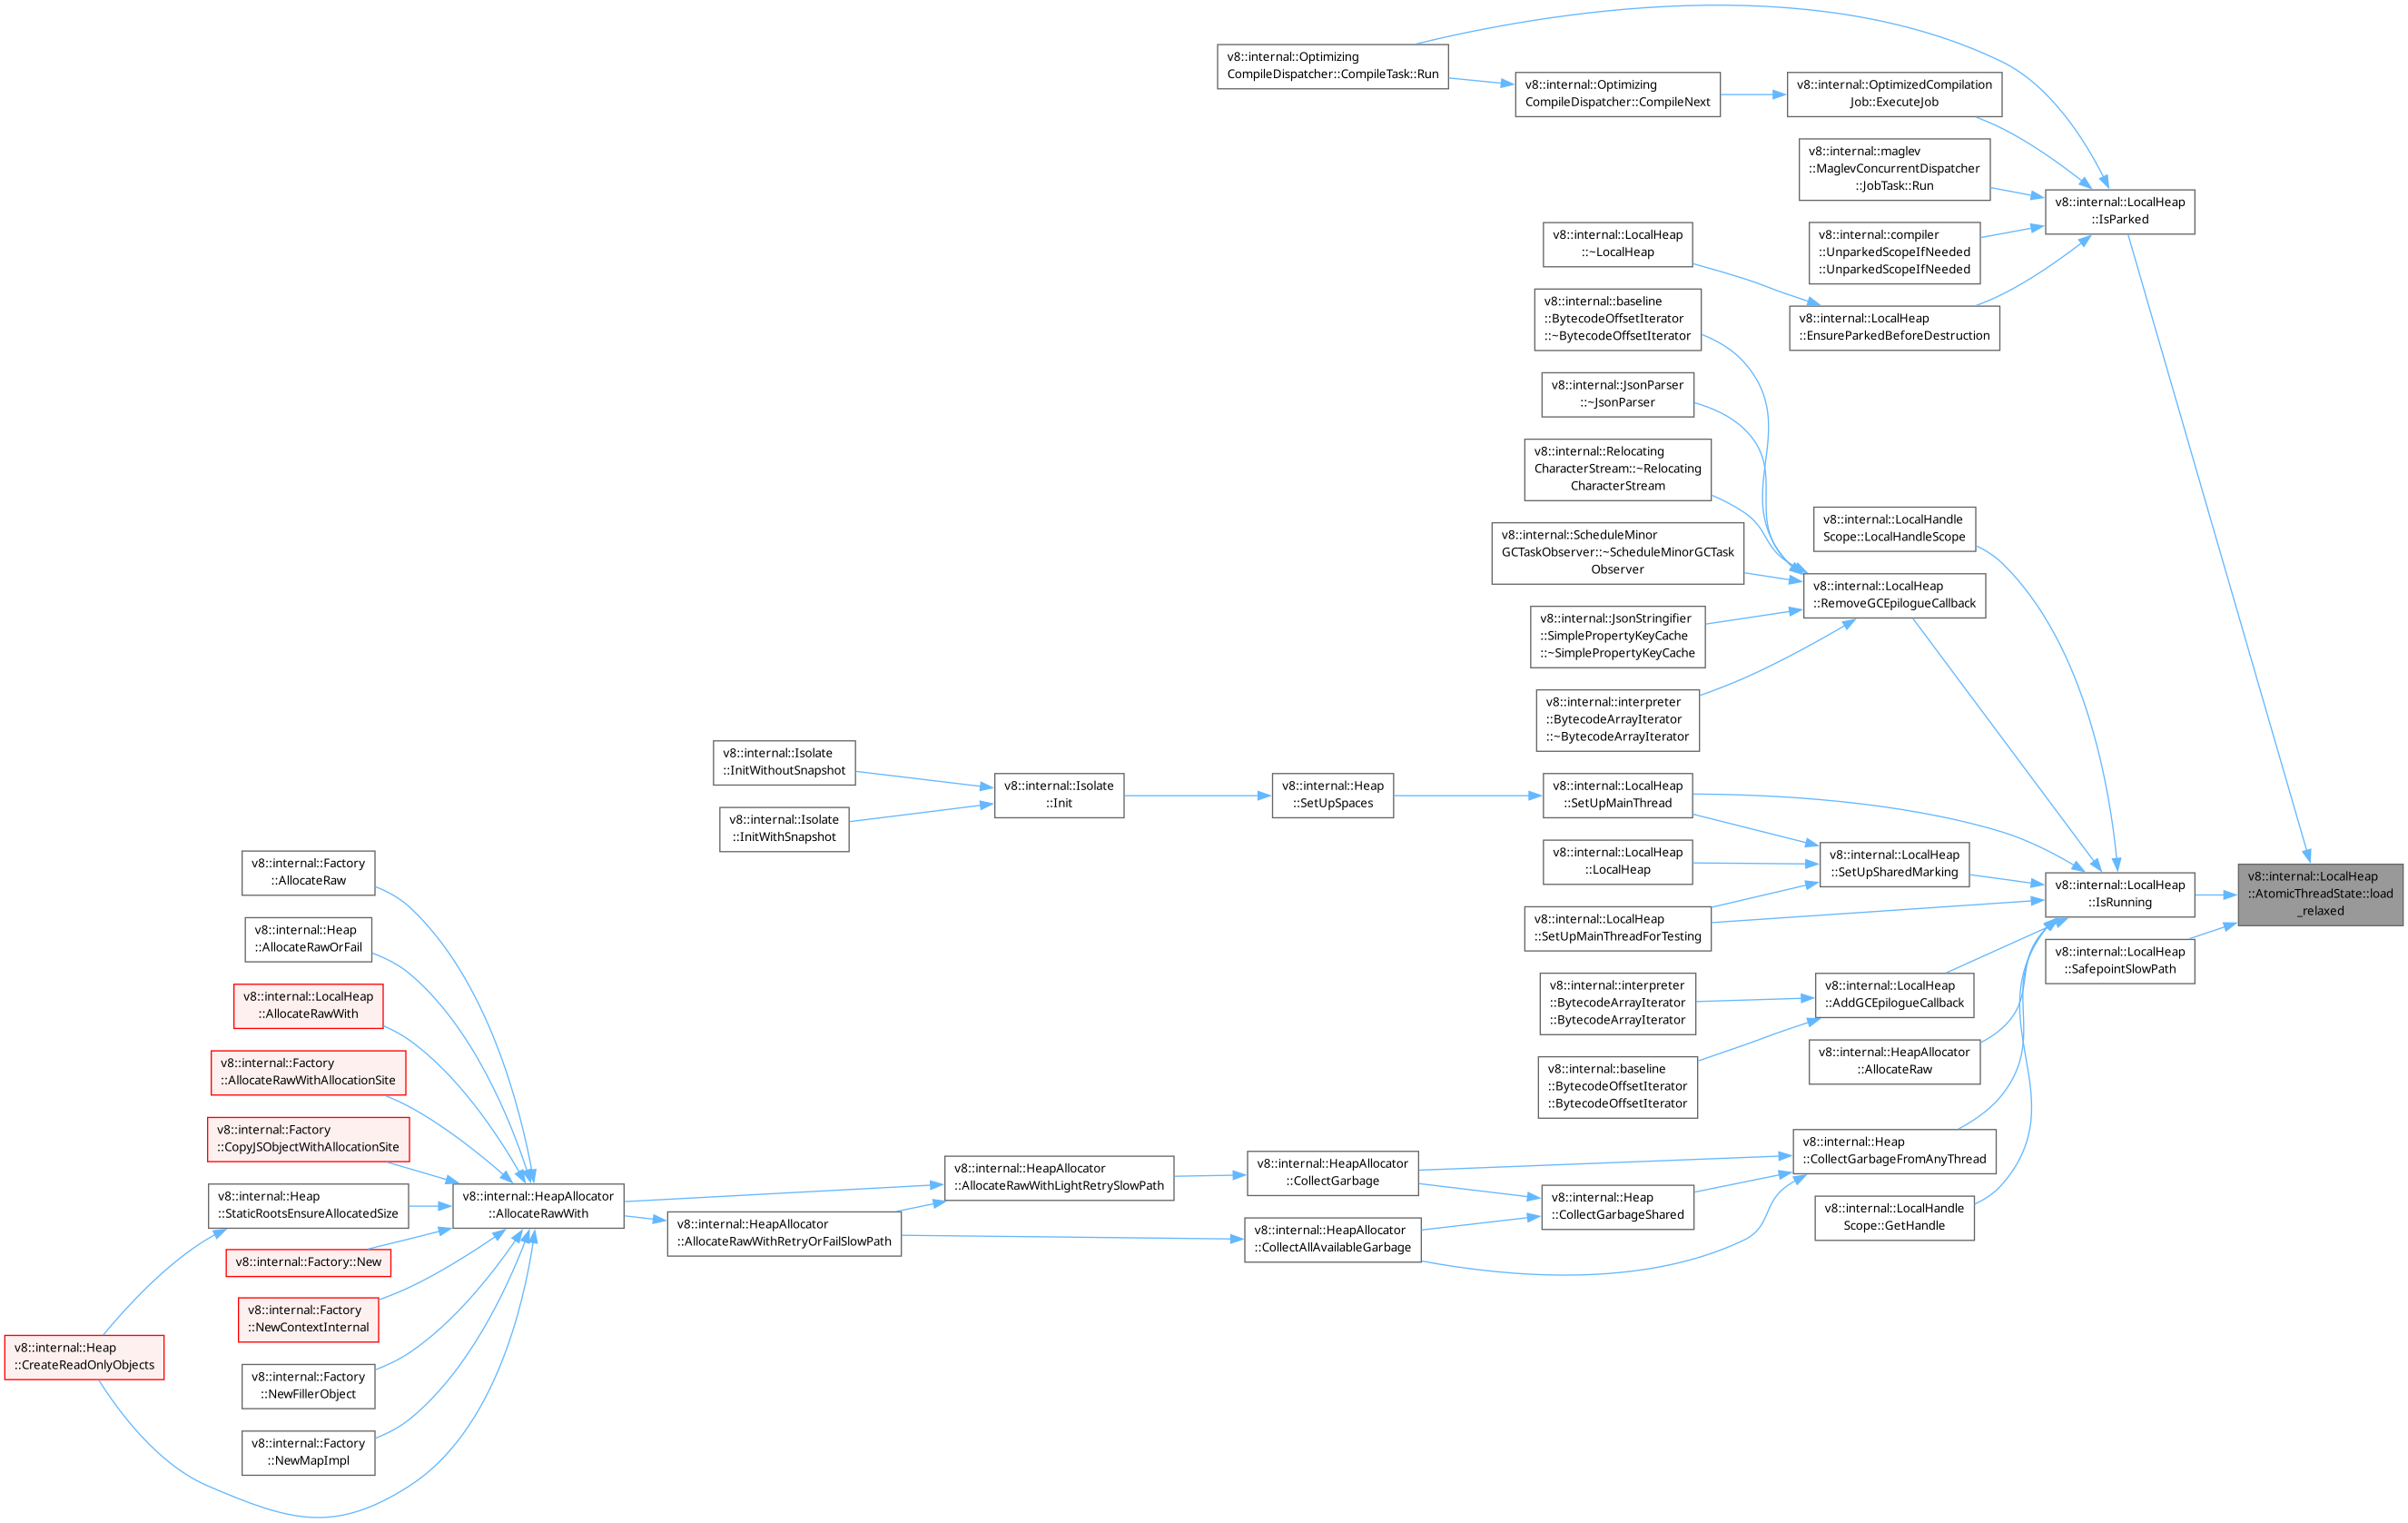 v8::internal::Optimizing
CompileDispatcher::CompileTask::Run
v8::internal::Optimizing
CompileDispatcher::CompileNext
v8::internal::OptimizedCompilation
Job::ExecuteJob
v8::internal::maglev
::MaglevConcurrentDispatcher
::JobTask::Run
v8::internal::LocalHeap
::IsParked
v8::internal::compiler
::UnparkedScopeIfNeeded
::UnparkedScopeIfNeeded
v8::internal::LocalHeap
::~LocalHeap
v8::internal::LocalHeap
::EnsureParkedBeforeDestruction
v8::internal::baseline
::BytecodeOffsetIterator
::~BytecodeOffsetIterator
v8::internal::JsonParser
::~JsonParser
v8::internal::Relocating
CharacterStream::~Relocating
CharacterStream
v8::internal::LocalHandle
Scope::LocalHandleScope
v8::internal::ScheduleMinor
GCTaskObserver::~ScheduleMinorGCTask
Observer
v8::internal::LocalHeap
::RemoveGCEpilogueCallback
v8::internal::JsonStringifier
::SimplePropertyKeyCache
::~SimplePropertyKeyCache
v8::internal::interpreter
::BytecodeArrayIterator
::~BytecodeArrayIterator
v8::internal::Isolate
::InitWithoutSnapshot
v8::internal::Isolate
::Init
v8::internal::Heap
::SetUpSpaces
v8::internal::LocalHeap
::SetUpMainThread
v8::internal::Isolate
::InitWithSnapshot
v8::internal::LocalHeap
::LocalHeap
v8::internal::LocalHeap
::SetUpSharedMarking
v8::internal::LocalHeap
::IsRunning
v8::internal::LocalHeap
::AtomicThreadState::load
_relaxed
v8::internal::Factory
::AllocateRaw
v8::internal::Heap
::AllocateRawOrFail
v8::internal::LocalHeap
::SetUpMainThreadForTesting
v8::internal::LocalHeap
::SafepointSlowPath
v8::internal::LocalHeap
::AllocateRawWith
v8::internal::interpreter
::BytecodeArrayIterator
::BytecodeArrayIterator
v8::internal::LocalHeap
::AddGCEpilogueCallback
v8::internal::Factory
::AllocateRawWithAllocationSite
v8::internal::baseline
::BytecodeOffsetIterator
::BytecodeOffsetIterator
v8::internal::HeapAllocator
::AllocateRaw
v8::internal::Factory
::CopyJSObjectWithAllocationSite
v8::internal::HeapAllocator
::AllocateRawWithLightRetrySlowPath
v8::internal::HeapAllocator
::CollectGarbage
v8::internal::Heap
::CollectGarbageFromAnyThread
v8::internal::Heap
::StaticRootsEnsureAllocatedSize
v8::internal::HeapAllocator
::AllocateRawWith
v8::internal::HeapAllocator
::AllocateRawWithRetryOrFailSlowPath
v8::internal::HeapAllocator
::CollectAllAvailableGarbage
v8::internal::Heap
::CollectGarbageShared
v8::internal::LocalHandle
Scope::GetHandle
v8::internal::Factory::New
v8::internal::Factory
::NewContextInternal
v8::internal::Heap
::CreateReadOnlyObjects
v8::internal::Factory
::NewFillerObject
v8::internal::Factory
::NewMapImpl